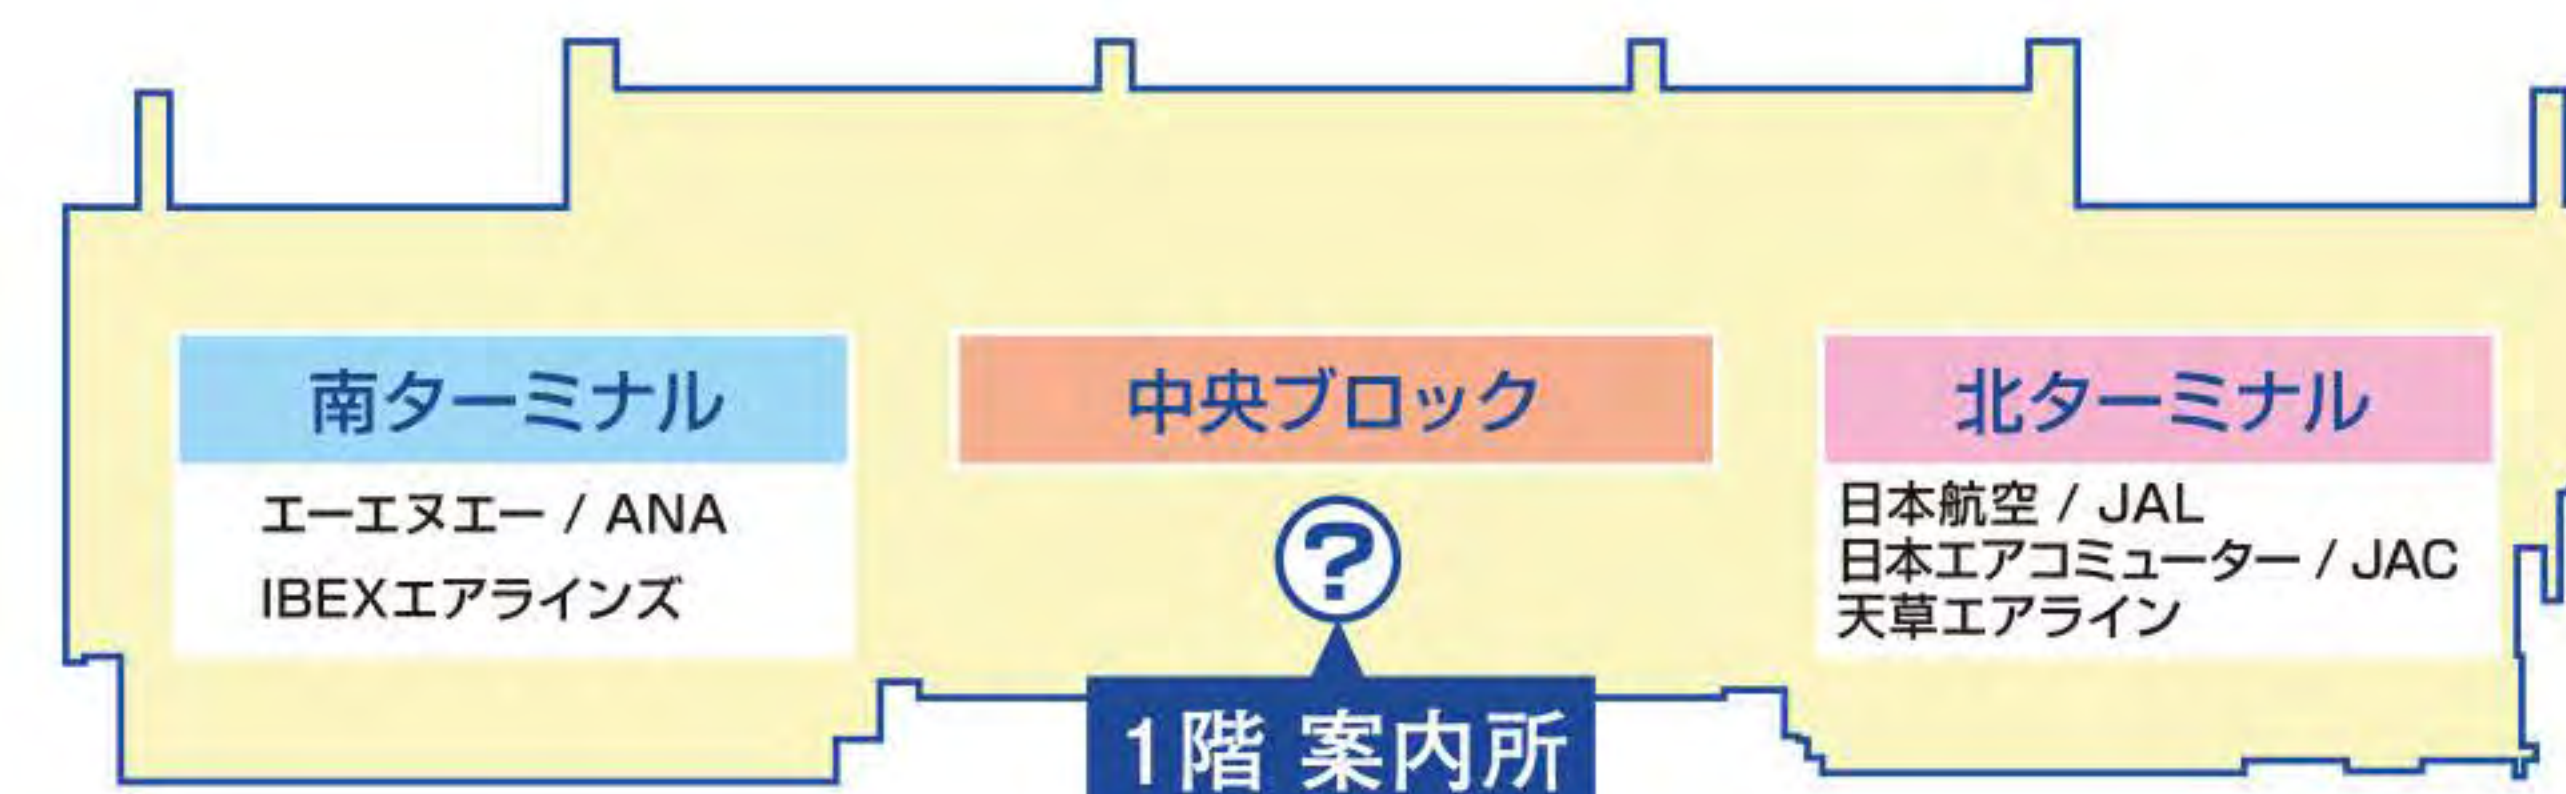 南ターミナル
エーエヌエー / ANA
IBEXエアラインズ
中央ブロック
?
1階 案内所
北ターミナル
日本航空 / JAL
日本エアコミューター / JAC
天草エアライン